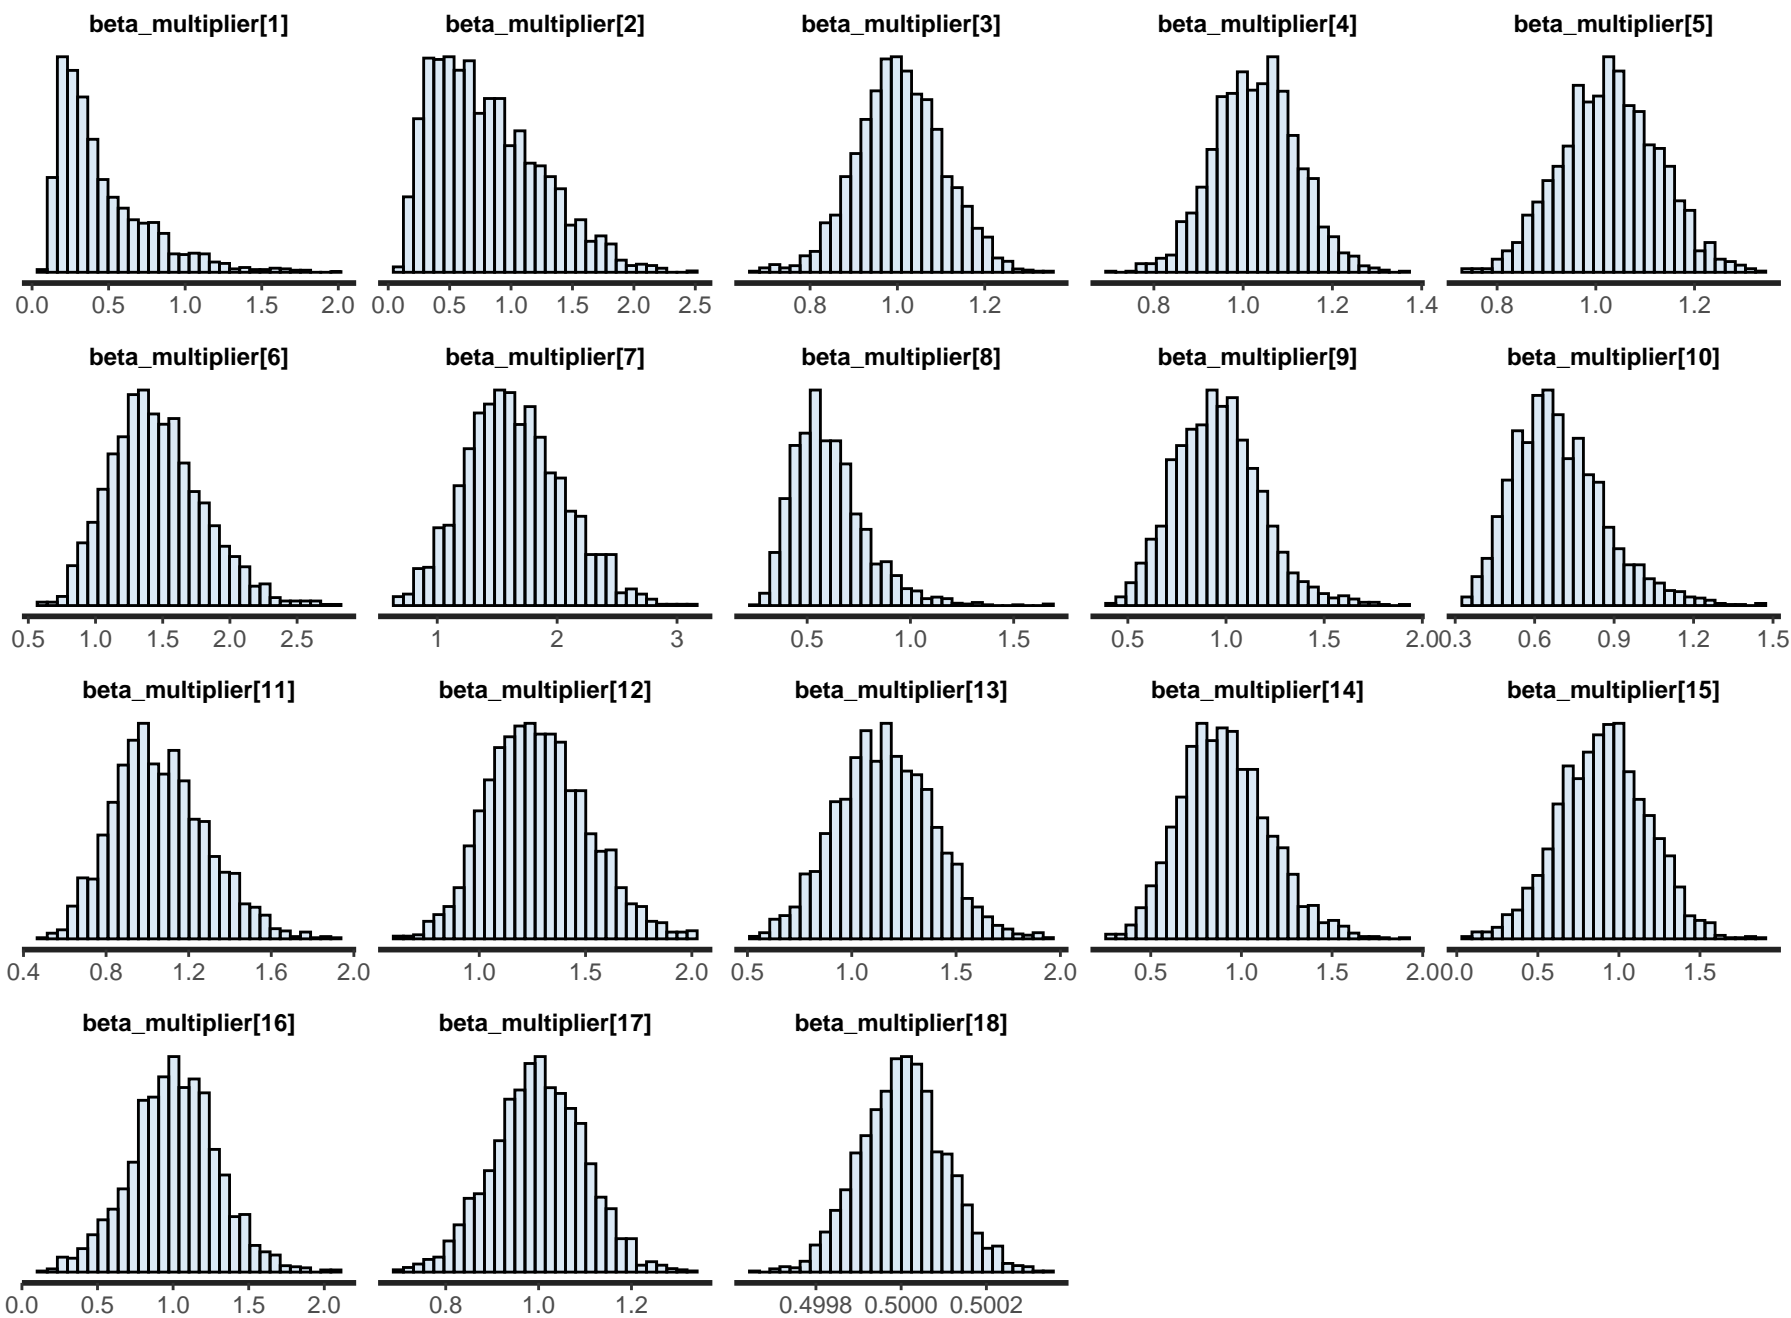 beta_multiplier[1] beta_multiplier[2] beta_multiplier[3] beta_multiplier[4] beta_multiplier[5]
0.0 0.5 1.0 1.5 2.0 0.0 0.5 1.0 1.5 2.0 2.5 0.8 1.0 1.2 0.8 1.0 1.2 1.4 0.8 1.0 1.2
beta_multiplier[6] beta_multiplier[7] beta_multiplier[8] beta_multiplier[9] beta_multiplier[10]
0.5 1.0 1.5 2.0 2.5 1 2 3 0.5 1.0 1.5 0.5 1.0 1.5 2.0 0.3 0.6 0.9 1.2 1.5
beta_multiplier[11] beta_multiplier[12] beta_multiplier[13] beta_multiplier[14] beta_multiplier[15]
0.4 0.8 1.2 1.6 2.0 1.0 1.5 2.0 0.5 1.0 1.5 2.0 0.5 1.0 1.5 2.0 0.0 0.5 1.0 1.5
beta_multiplier[16] beta_multiplier[17] beta_multiplier[18]
0.0 0.5 1.0 1.5 2.0 0.8 1.0 1.2 0.4998 0.5000 0.5002